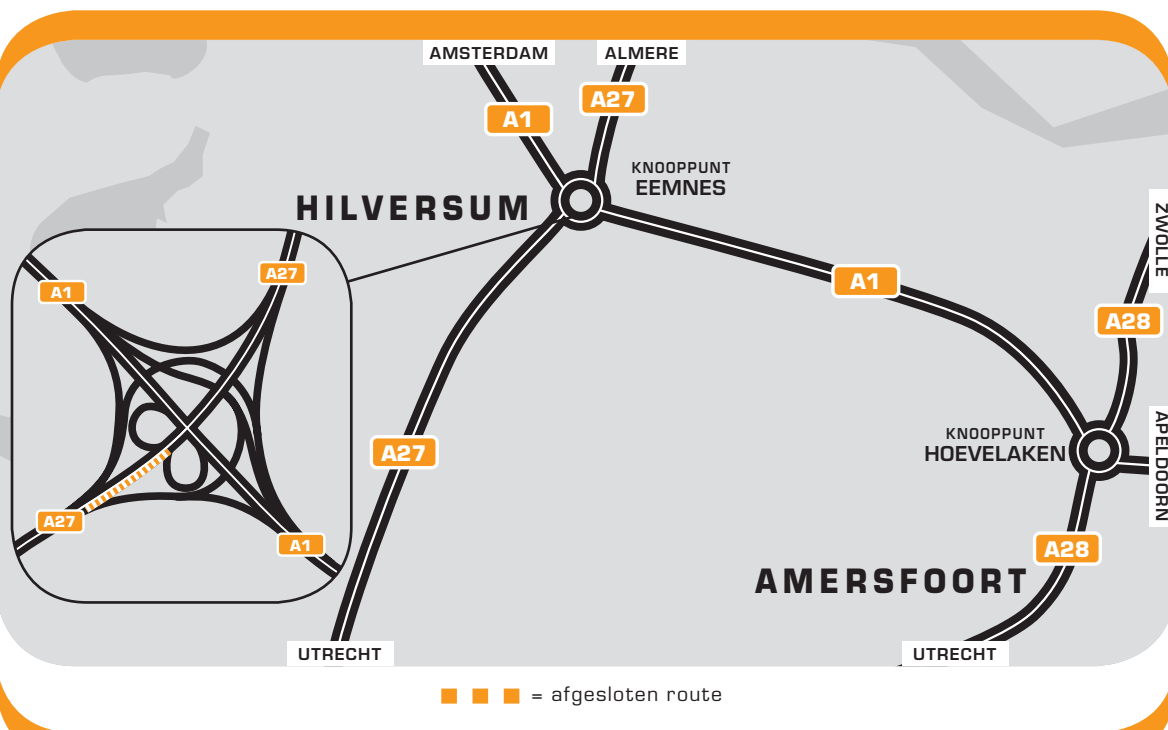 AMSTERDAM
ALMERE
A1
A27
KNOOPPUNT
EEMNES
HILVERSUM
ZWOLLE
A27
A1
A1
A28
APELDOORN
KNOOPPUNT
HOEVELAKEN
A27
A27
A1
A28
AMERSFOORT
UTRECHT
UTRECHT
= afgesloten route